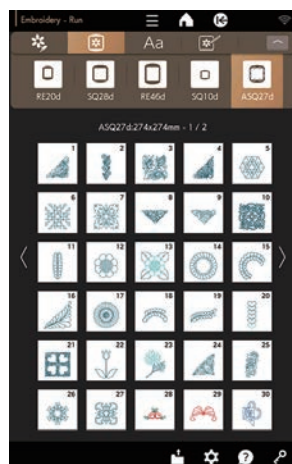 Embroidery - Run
Aa
RE20d SQ28d RE46d SQ10d ASQ27d
ASQ27d:274x274mm - 1 / 2
1 2 3 4 5
6 7 8 9 10
11 12 13 14 15
16 17 18 19 20
21 22 23 24 25
26 27 28 29 30
?